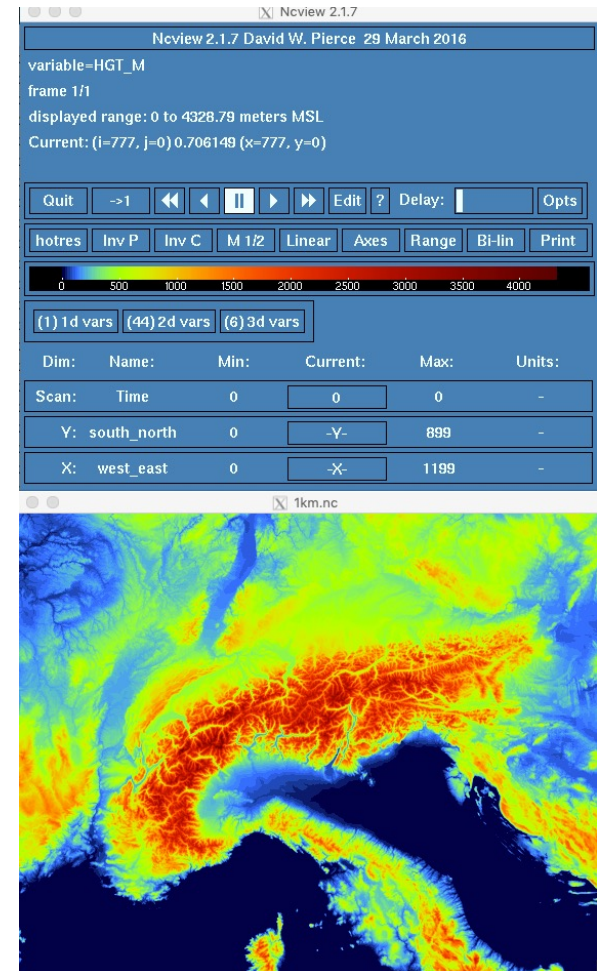 Ncview 2.1.7
Ncview 2.1.7 David W. Pierce 29 March 2016
variable=HGT_M
frame 1/1
displayed range: 0 to 4328.79 meters MSL
Current: (i=777, j=0) 0.706149 (x=777, y=0)
Quit ->1 Edit ? Delay: Opts
hotres Inv P Inv C M 1/2 Linear Axes Range Bi-lin Print
0 500 1000 1500 2000 2500 3000 3500 4000
(1) 1d vars (44) 2d vars (6) 3d vars
Dim: Name: Min: Current: Max: Units:
Scan: Time 0 0 0 -
Y: south_north 0 -Y- 899 -
X: west_east 0 -X- 1199 -
1km.nc